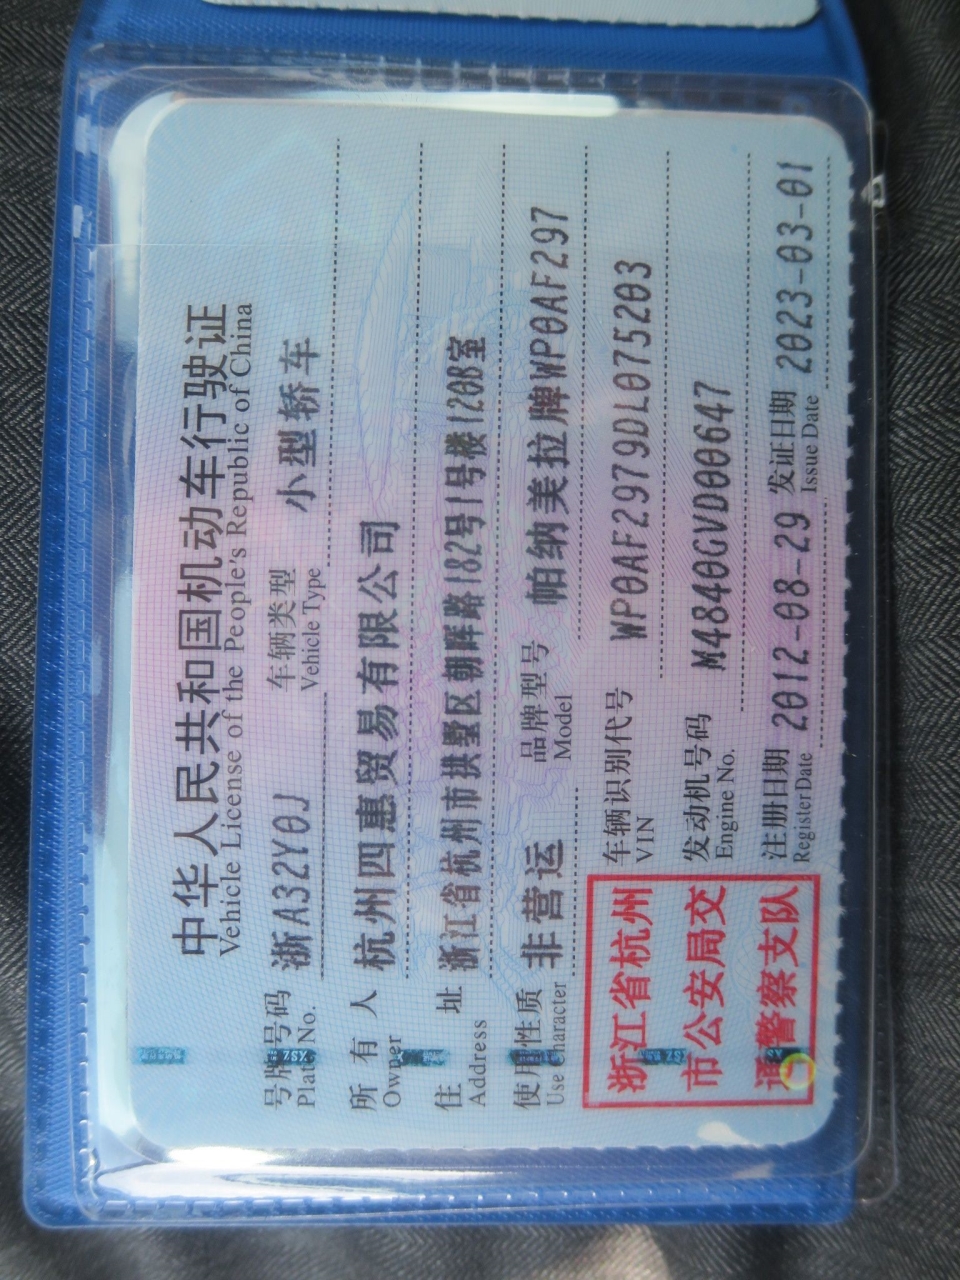 中华人民共和国机动车行驶证
Vehicle License of the People's Republic of China
号牌号码 浙A32Y0J 车辆类型 小型轿车
Plate No. Vehicle Type
所有人 杭州四惠贸易有限公司
Owner
住址 浙江省杭州市拱墅区朝晖路182号1号楼1208室
Address
使用性质 非营运 品牌型号 帕纳美拉牌WP0AF297
Use Character Model
浙江省杭州
市公安局交
通警察支队
车辆识别代号 WP0AF2979DL075203
VIN
发动机号码 M4840GVD00647
Engine No.
注册日期 2012-08-29 发证日期 2023-03-01
Register Date Issue Date